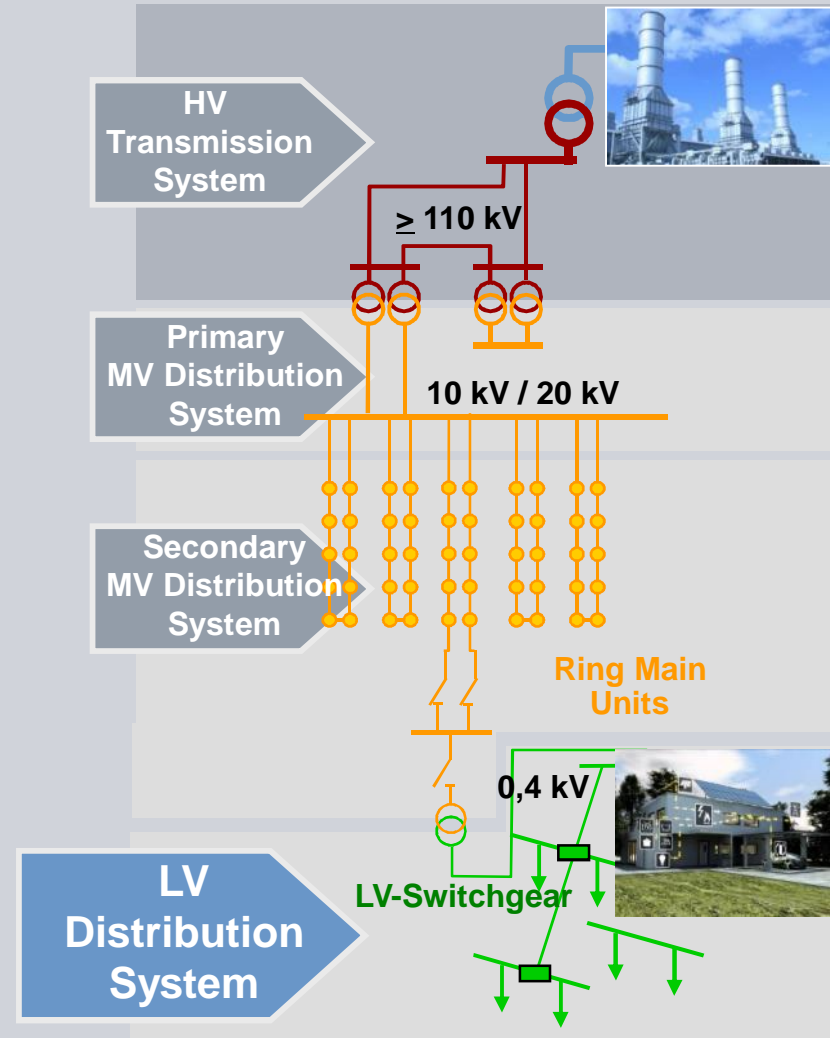 HV
Transmission
System
≥ 110 kV
Primary
MV Distribution
System
10 kV / 20 kV
Secondary
MV Distribution
System
Ring Main
Units
0,4 kV
LV
Distribution
System
LV-Switchgear